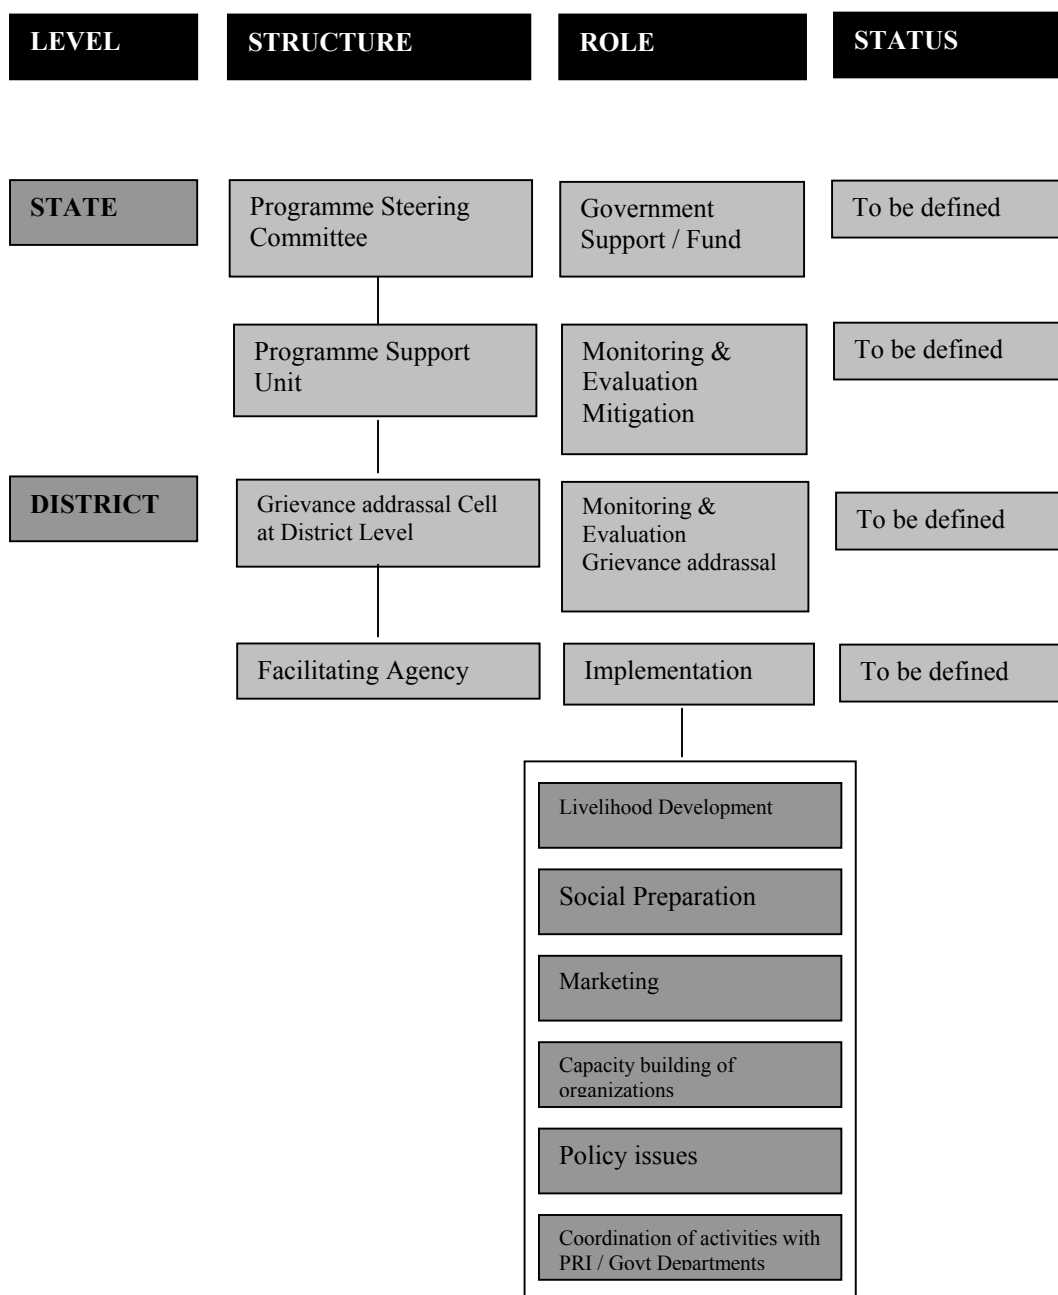 LEVEL STRUCTURE ROLE STATUS
STATE
Programme Steering
Committee
Government
Support / Fund
To be defined
Programme Support
Unit
Monitoring &
Evaluation
Mitigation
To be defined
DISTRICT
Grievance addrassal Cell
at District Level
Monitoring &
Evaluation
Grievance addrassal
To be defined
Facilitating Agency
Implementation
To be defined
Livelihood Development
Social Preparation
Marketing
Capacity building of
organizations
Policy issues
Coordination of activities with
PRI / Govt Departments